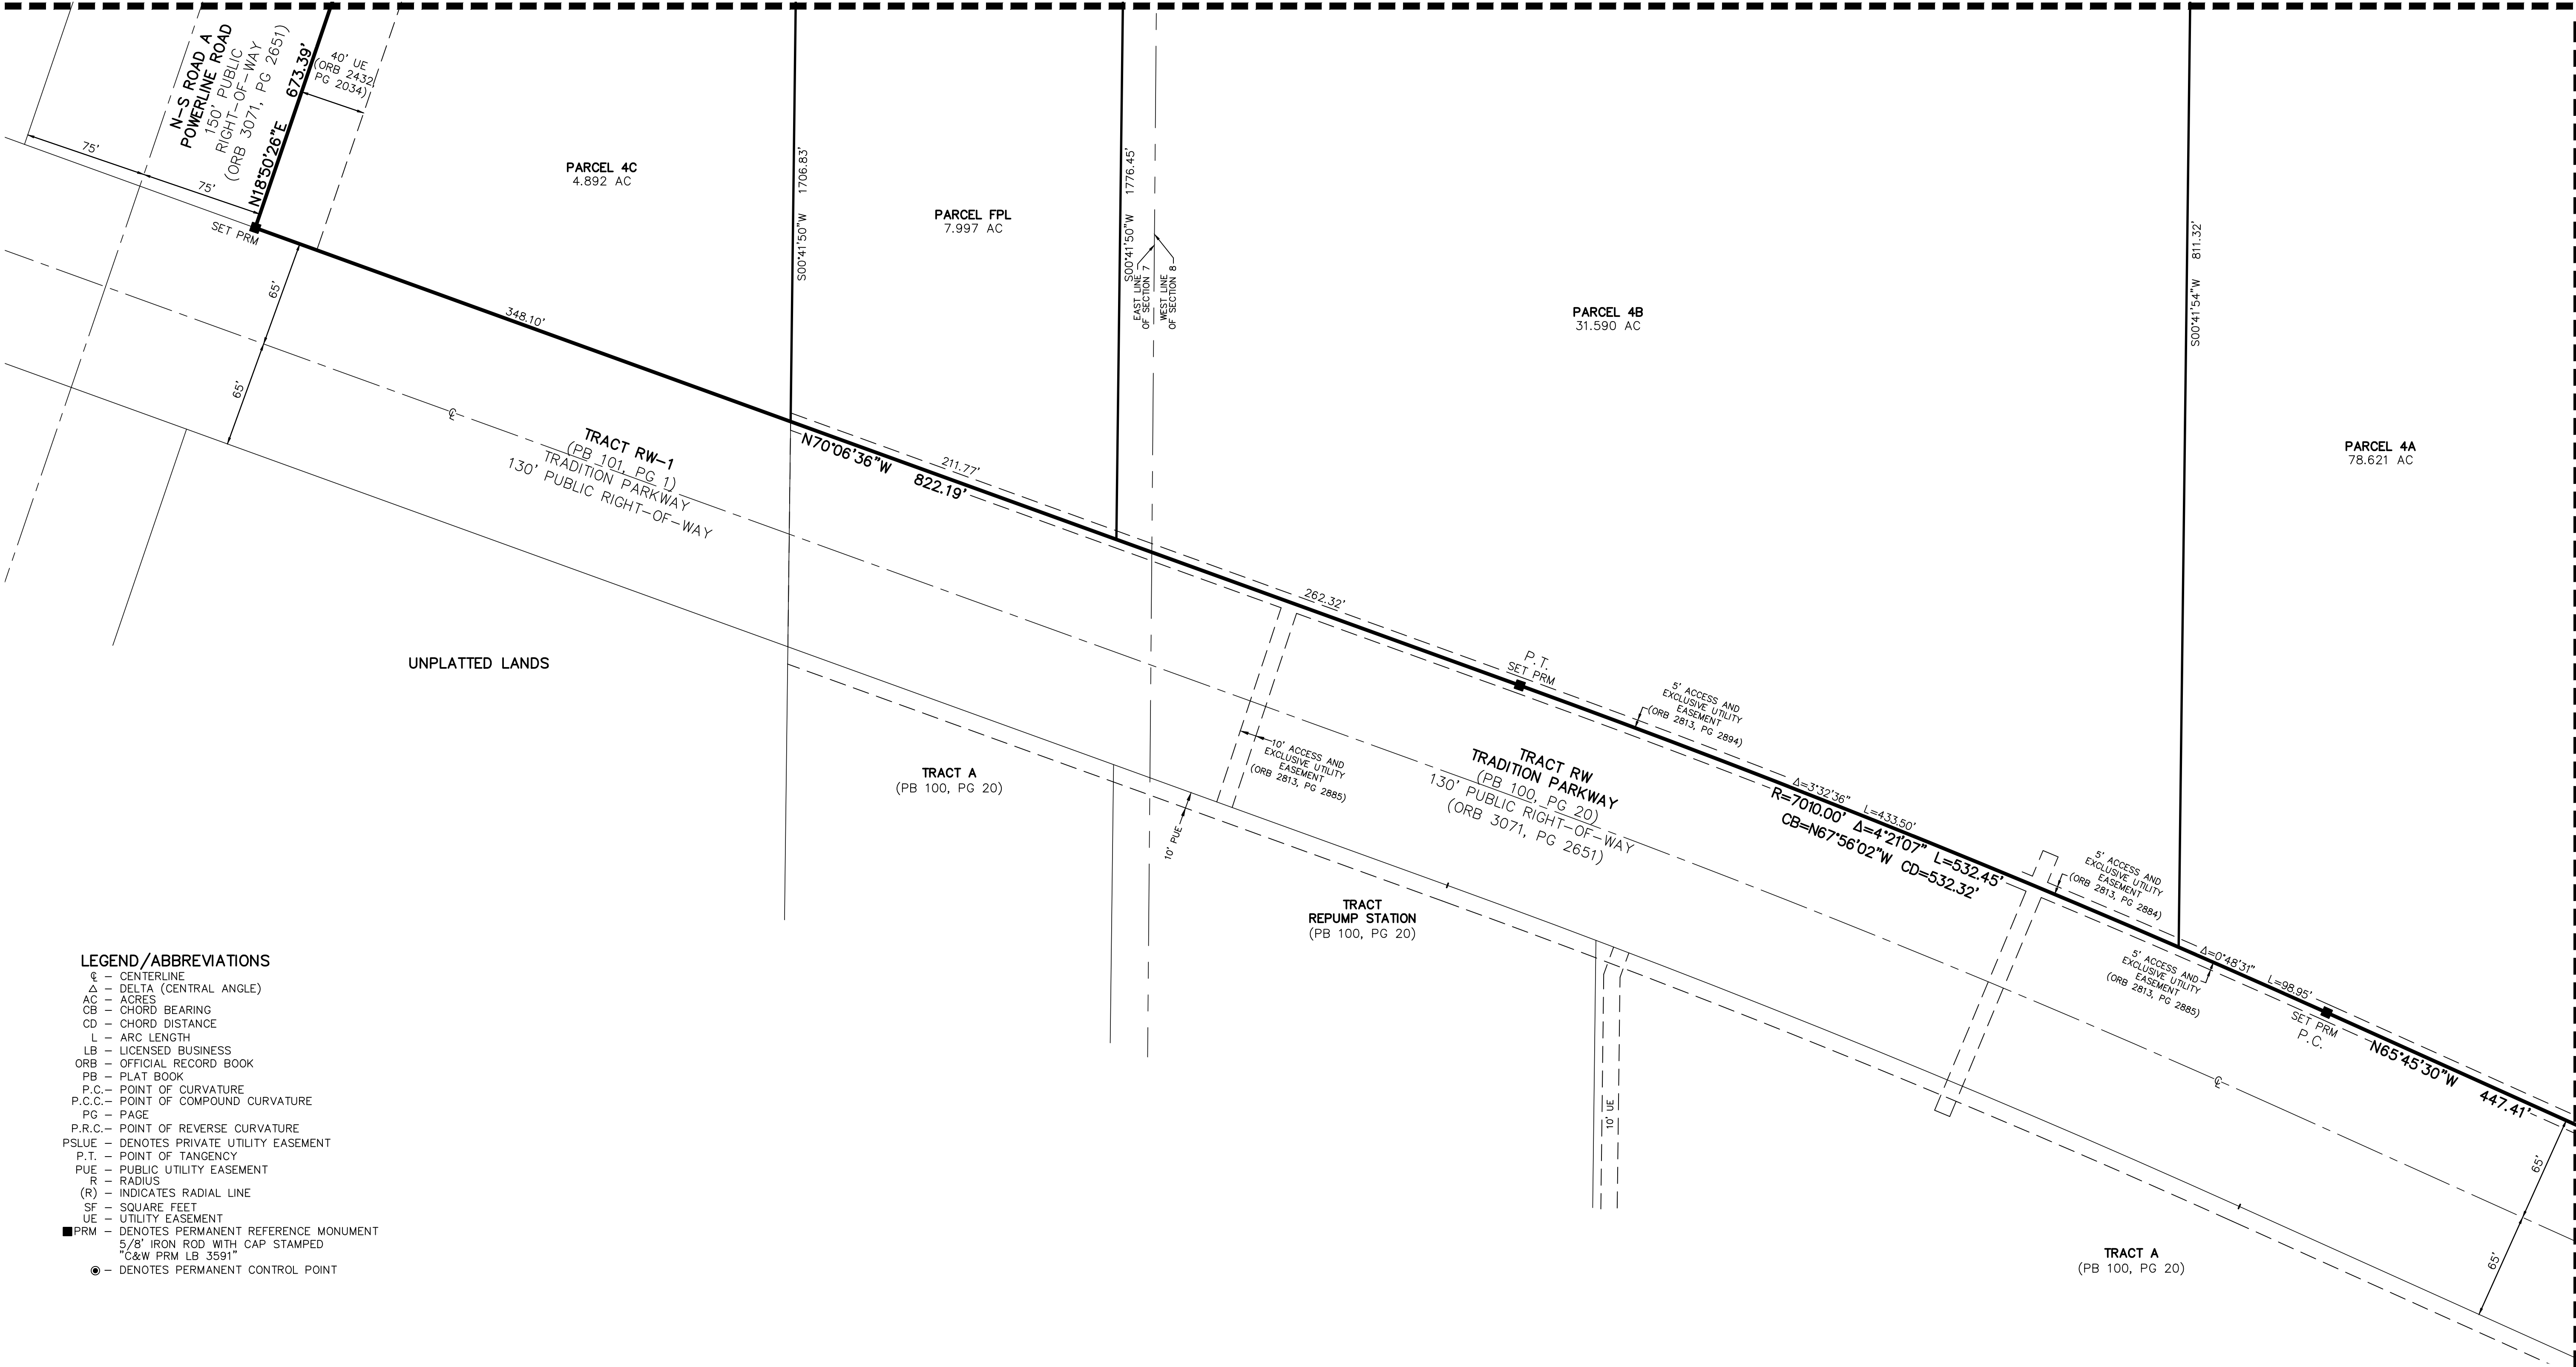 N-S ROAD A
POWERLINE ROAD
150' PUBLIC
RIGHT-OF-WAY
(ORB 3071, PG 2651)
N18°50'26"E 673.39'
40' UE
(ORB 2432
PG 2034)
75'
75'
SET PRM
65'
65'
PARCEL 4C
4.892 AC
S00°41'50"W 1706.83'
PARCEL FPL
7.997 AC
S00°41'50"W 1776.45'
EAST LINE
OF SECTION 7
WEST LINE
OF SECTION 8
PARCEL 4B
31.590 AC
S00°41'54"W 811.32'
PARCEL 4A
78.621 AC
348.10'
℄
TRACT RW-1
(PB 101, PG 1)
TRADITION PARKWAY
130' PUBLIC RIGHT-OF-WAY
N70°06'36"W 822.19'
211.77'
262.32'
P.T.
SET PRM
5' ACCESS AND
EXCLUSIVE UTILITY
EASEMENT
(ORB 2813, PG 2894)
UNPLATTED LANDS
TRACT A
(PB 100, PG 20)
10' ACCESS AND
EXCLUSIVE UTILITY
EASEMENT
(ORB 2813, PG 2885)
10' PUE
TRACT RW
TRADITION PARKWAY
(PB 100, PG 20)
130' PUBLIC RIGHT-OF-WAY
(ORB 3071, PG 2651)
Δ=3°32'36" L=433.50'
R=7010.00' Δ=4°21'07" L=532.45'
CB=N67°56'02"W CD=532.32'
5' ACCESS AND
EXCLUSIVE UTILITY
EASEMENT
(ORB 2813, PG 2884)
TRACT
REPUMP STATION
(PB 100, PG 20)
10' UE
5' ACCESS AND
EXCLUSIVE UTILITY
EASEMENT
(ORB 2813, PG 2885)
Δ=0°48'31" L=98.95'
SET PRM
P.C.
N65°45'30"W 447.41'
℄
65'
65'
TRACT A
(PB 100, PG 20)
LEGEND/ABBREVIATIONS
℄ - CENTERLINE
Δ - DELTA (CENTRAL ANGLE)
AC - ACRES
CB - CHORD BEARING
CD - CHORD DISTANCE
L - ARC LENGTH
LB - LICENSED BUSINESS
ORB - OFFICIAL RECORD BOOK
PB - PLAT BOOK
P.C.- POINT OF CURVATURE
P.C.C.- POINT OF COMPOUND CURVATURE
PG - PAGE
P.R.C.- POINT OF REVERSE CURVATURE
PSLUE - DENOTES PRIVATE UTILITY EASEMENT
P.T. - POINT OF TANGENCY
PUE - PUBLIC UTILITY EASEMENT
R - RADIUS
(R) - INDICATES RADIAL LINE
SF - SQUARE FEET
UE - UTILITY EASEMENT
■PRM - DENOTES PERMANENT REFERENCE MONUMENT
5/8' IRON ROD WITH CAP STAMPED
"C&W PRM LB 3591"
◉ - DENOTES PERMANENT CONTROL POINT